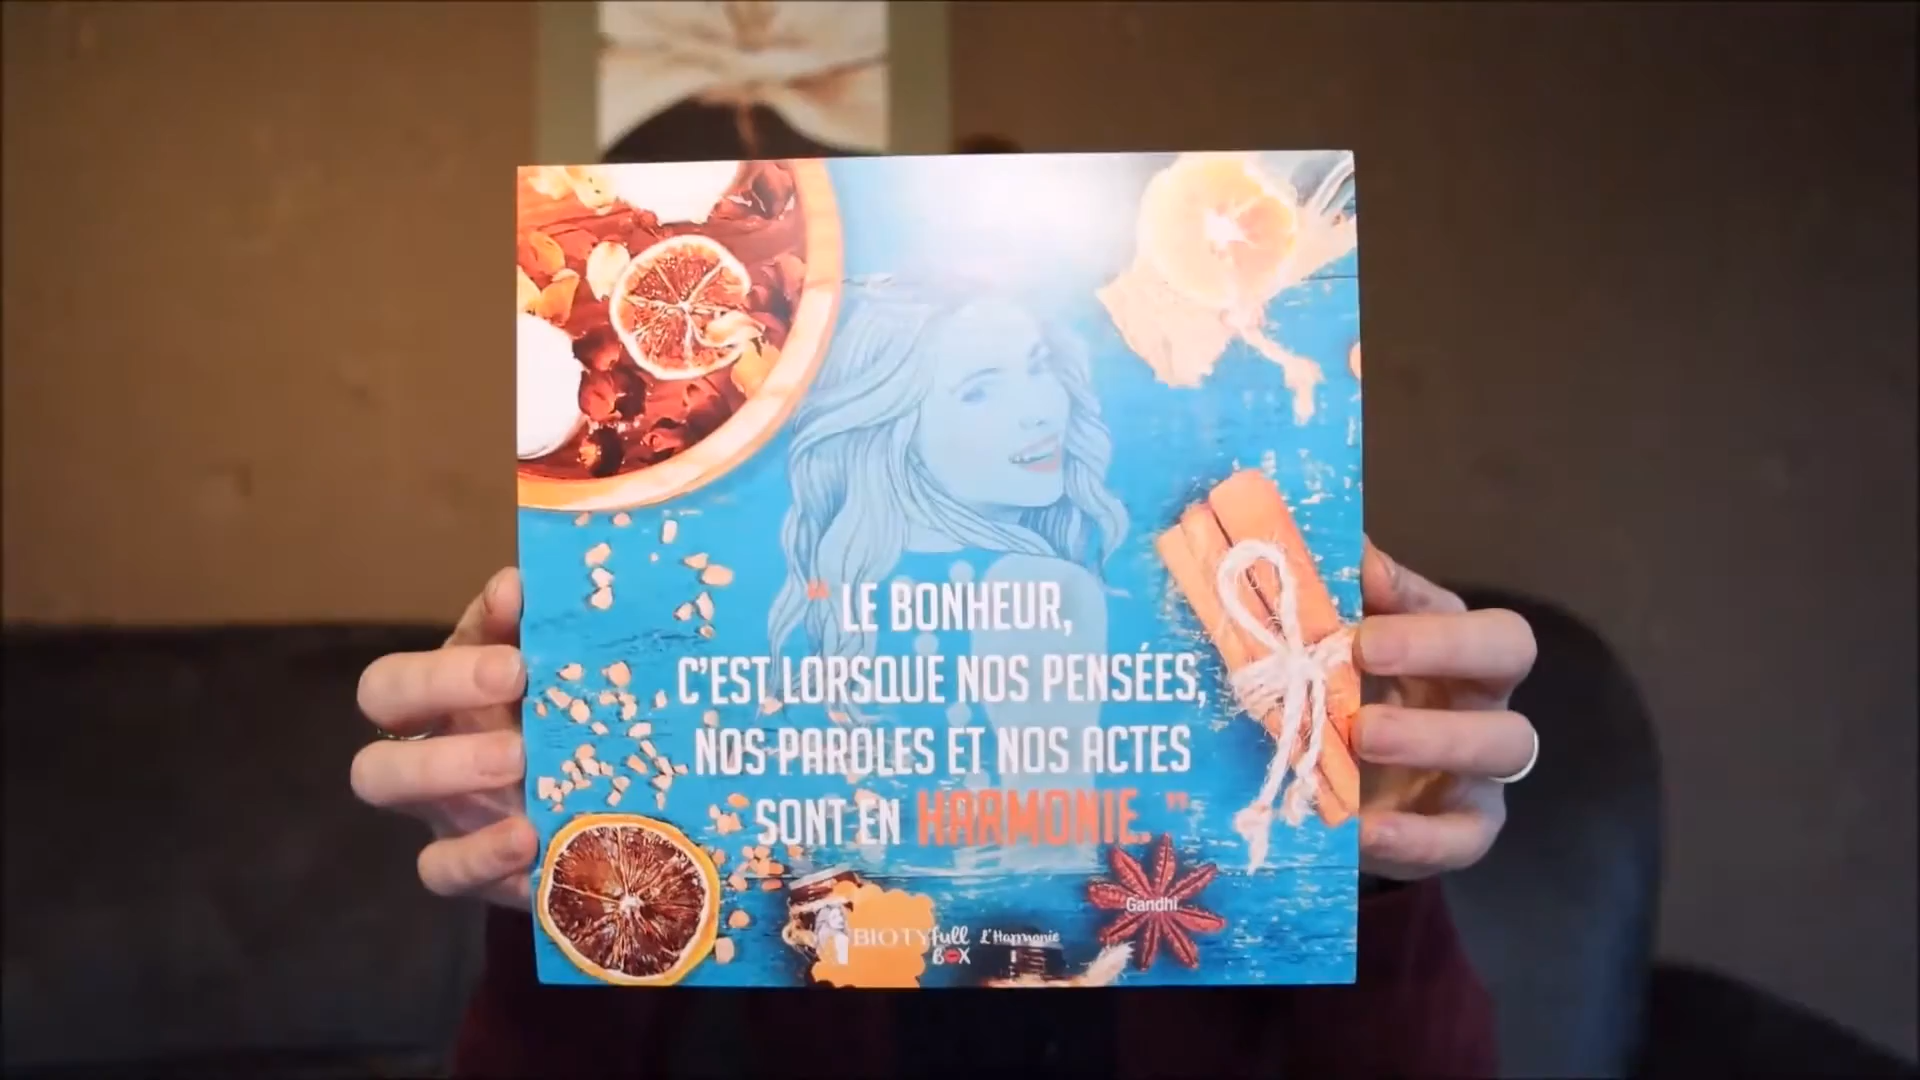 “ LE BONHEUR,
C'EST LORSQUE NOS PENSÉES,
NOS PAROLES ET NOS ACTES
SONT EN HARMONIE. ”
Gandhi
BIOTYfull L'Harmonie
BOX